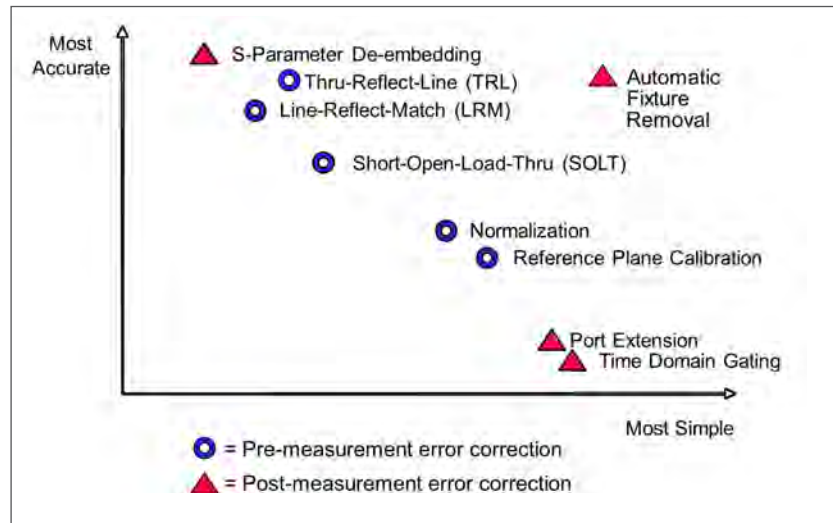 Most
Accurate
S-Parameter De-embedding
Thru-Reflect-Line (TRL)
Line-Reflect-Match (LRM)
Automatic
Fixture
Removal
Short-Open-Load-Thru (SOLT)
Normalization
Reference Plane Calibration
Port Extension
Time Domain Gating
Most Simple
= Pre-measurement error correction
= Post-measurement error correction